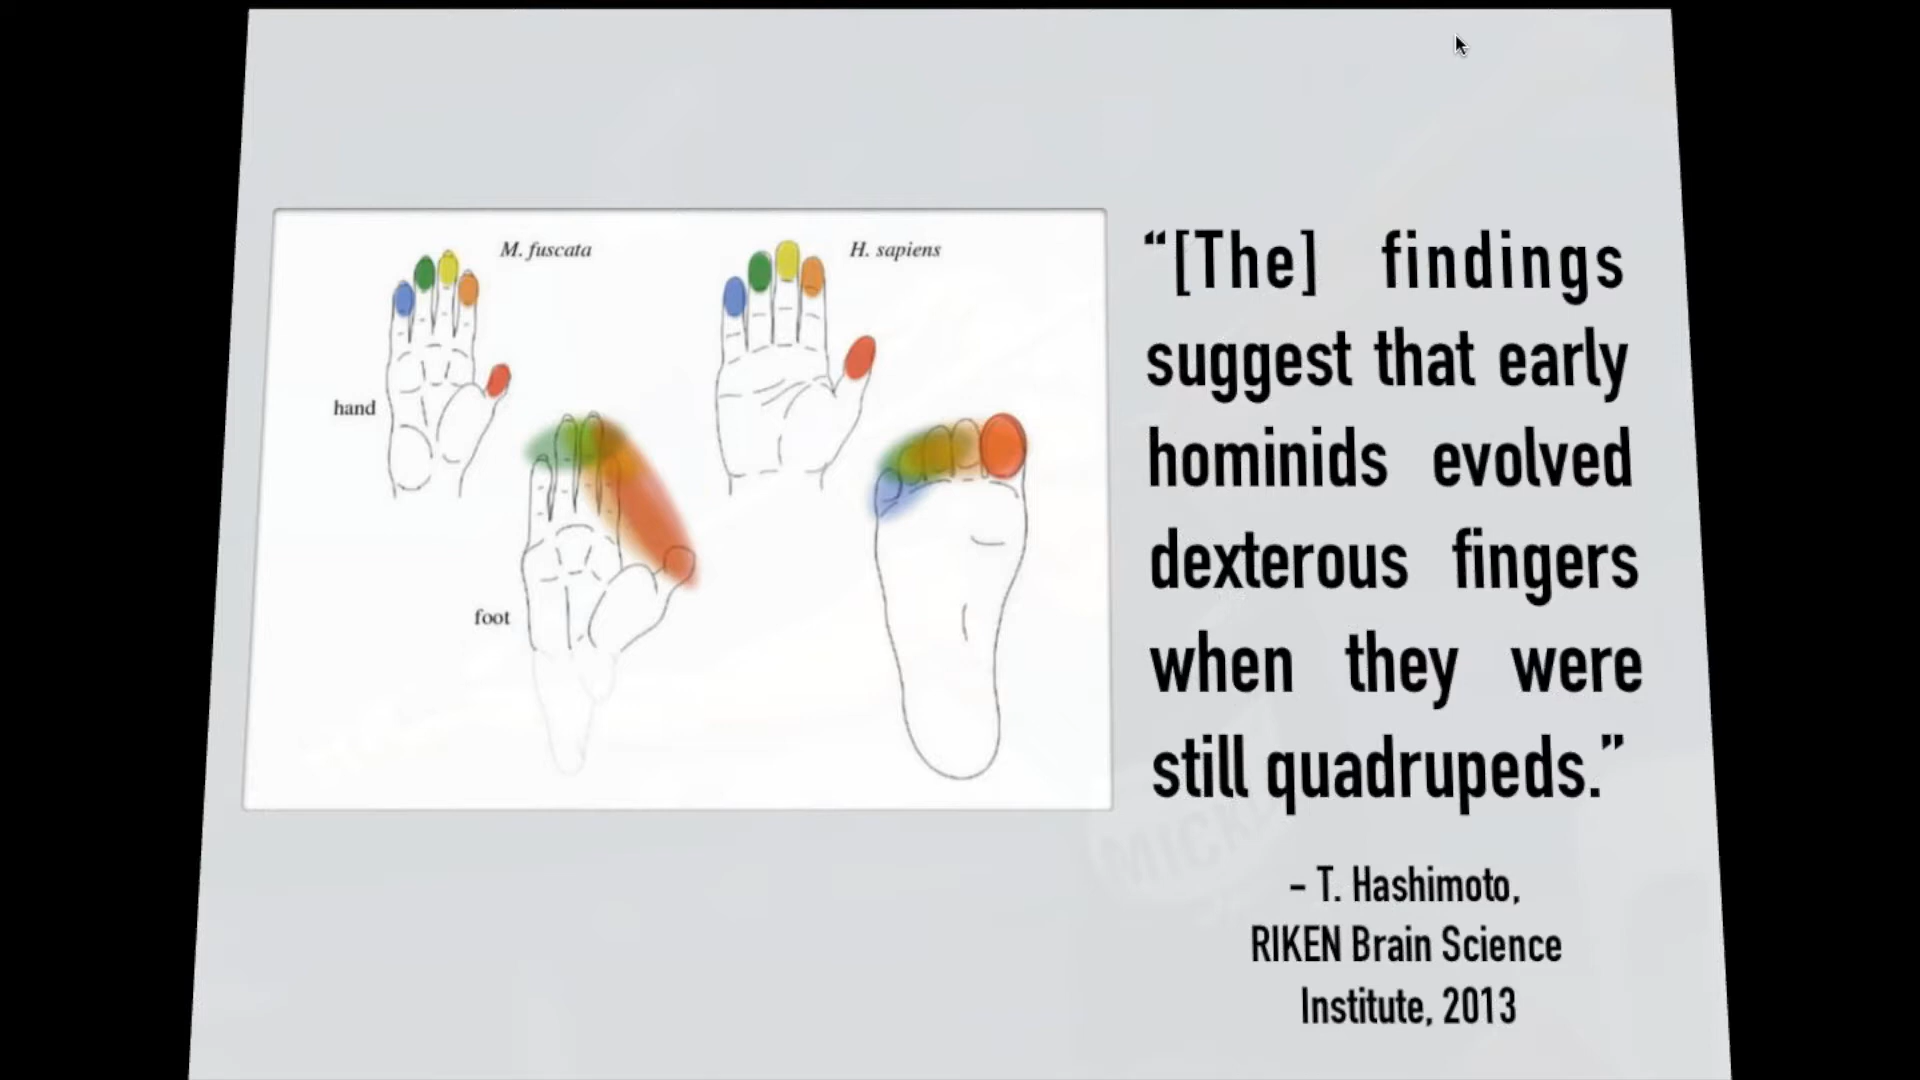 M. fuscata
H. sapiens
hand
foot
“[The] findings
suggest that early
hominids evolved
dexterous fingers
when they were
still quadrupeds.”
– T. Hashimoto,
RIKEN Brain Science
Institute, 2013